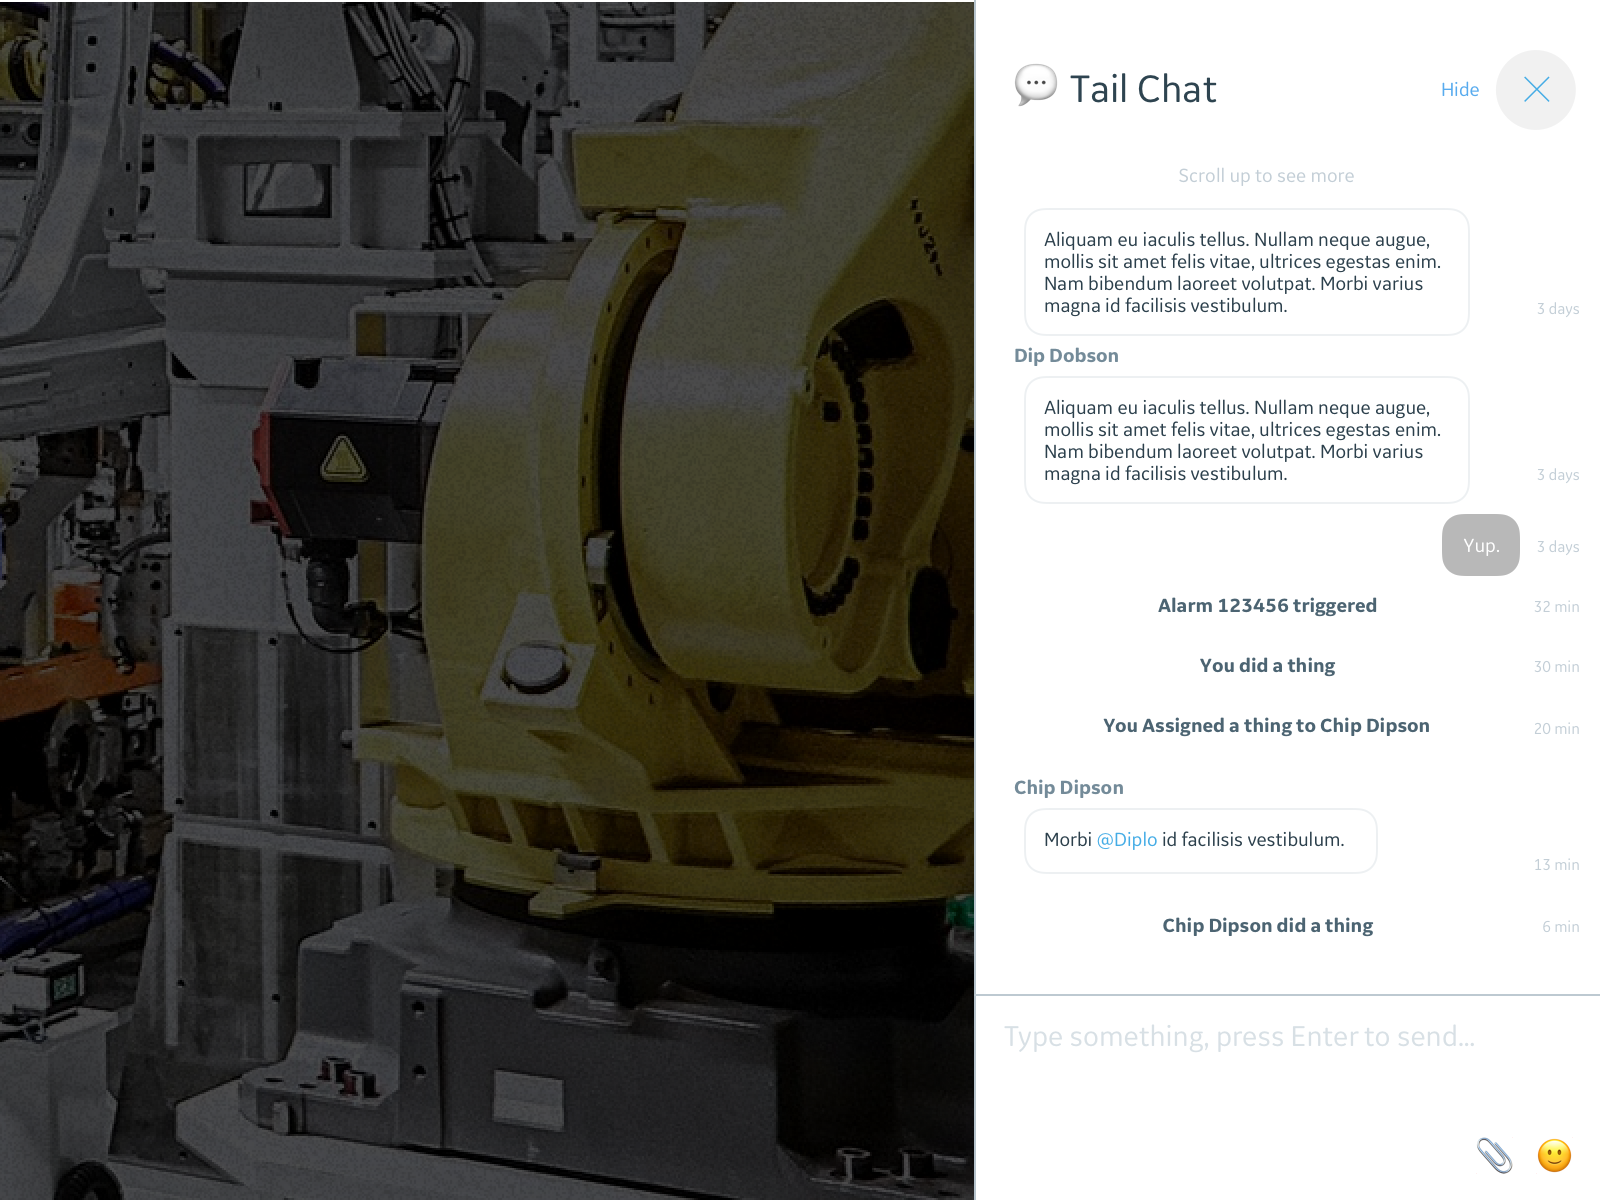 Tail Chat
Hide
Scroll up to see more
Aliquam eu iaculis tellus. Nullam neque augue,
mollis sit amet felis vitae, ultrices egestas enim.
Nam bibendum laoreet volutpat. Morbi varius
magna id facilisis vestibulum.
3 days
Dip Dobson
Aliquam eu iaculis tellus. Nullam neque augue,
mollis sit amet felis vitae, ultrices egestas enim.
Nam bibendum laoreet volutpat. Morbi varius
magna id facilisis vestibulum.
3 days
Yup.
3 days
Alarm 123456 triggered
32 min
You did a thing
30 min
You Assigned a thing to Chip Dipson
20 min
Chip Dipson
Morbi @Diplo id facilisis vestibulum.
13 min
Chip Dipson did a thing
6 min
Type something, press Enter to send...